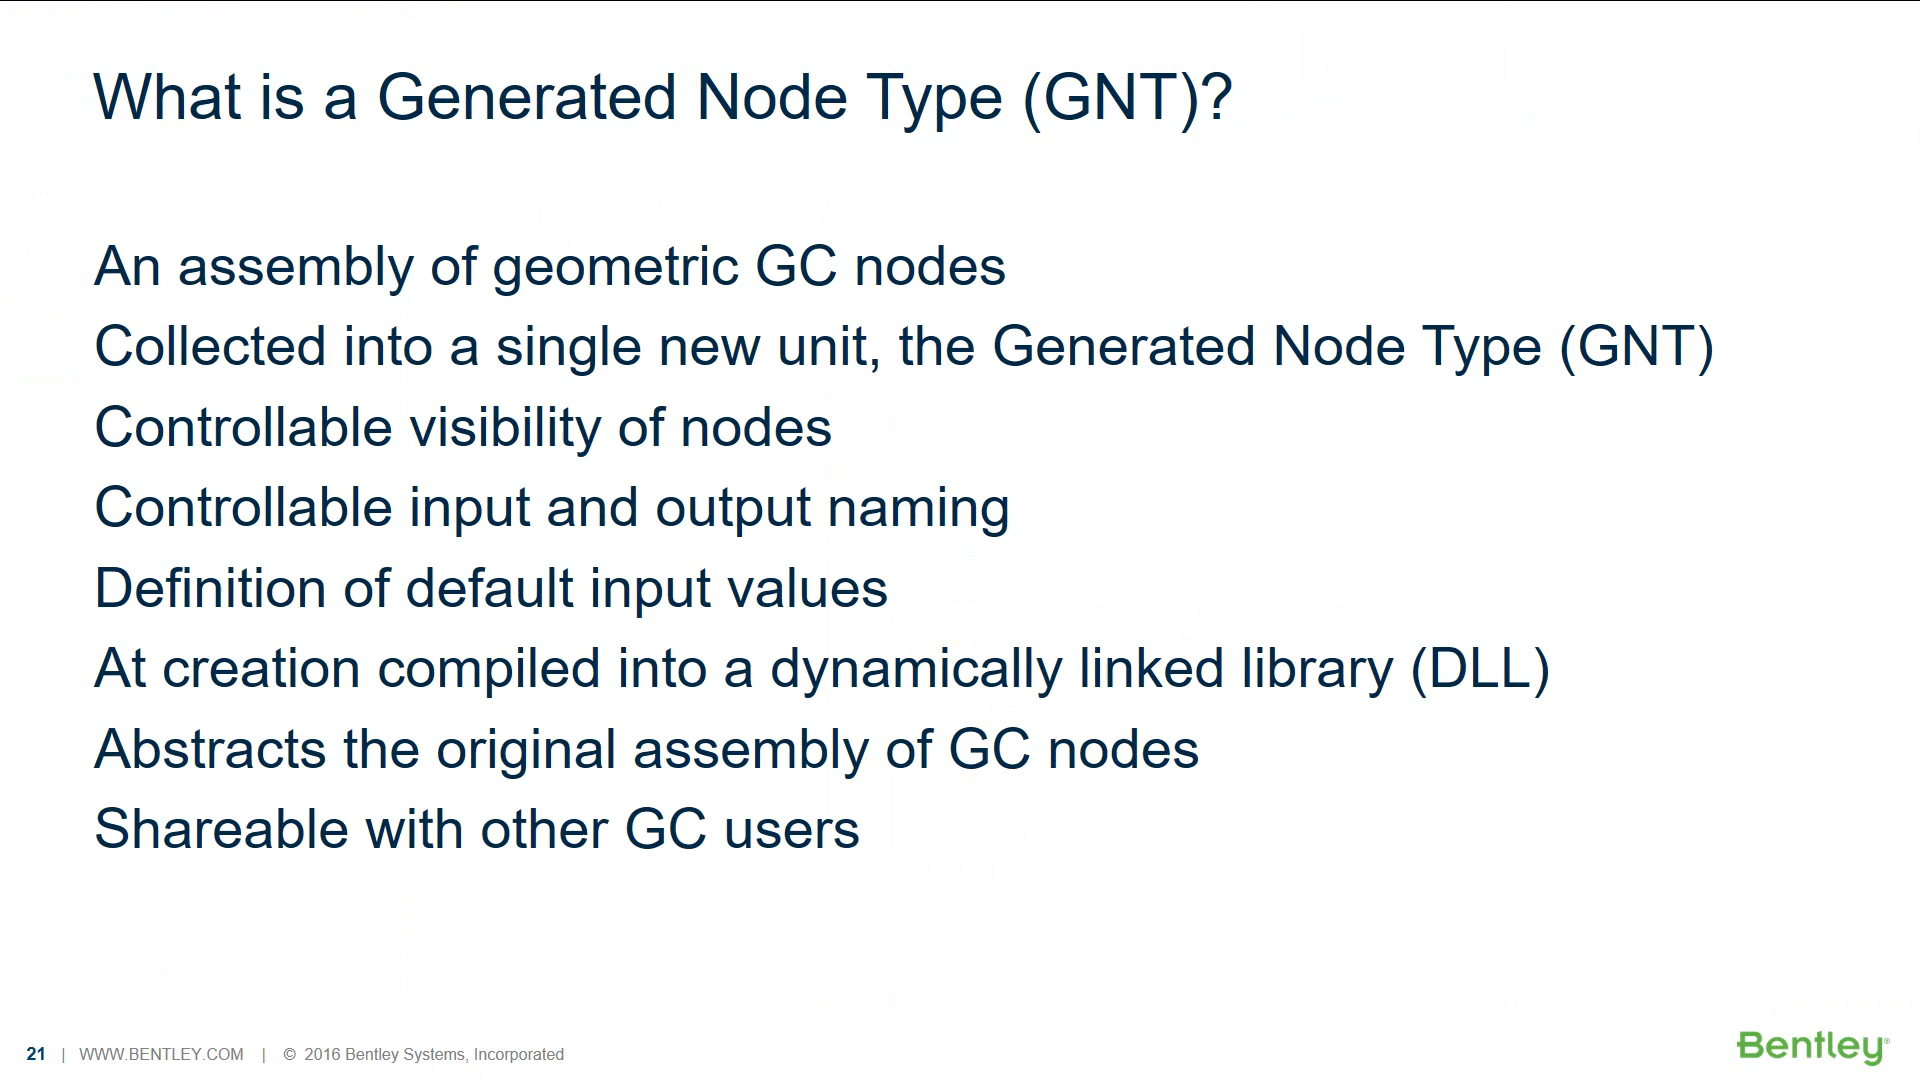 What is a Generated Node Type (GNT)?
An assembly of geometric GC nodes
Collected into a single new unit, the Generated Node Type (GNT)
Controllable visibility of nodes
Controllable input and output naming
Definition of default input values
At creation compiled into a dynamically linked library (DLL)
Abstracts the original assembly of GC nodes
Shareable with other GC users
21 | WWW.BENTLEY.COM | © 2016 Bentley Systems, Incorporated
Bentley®